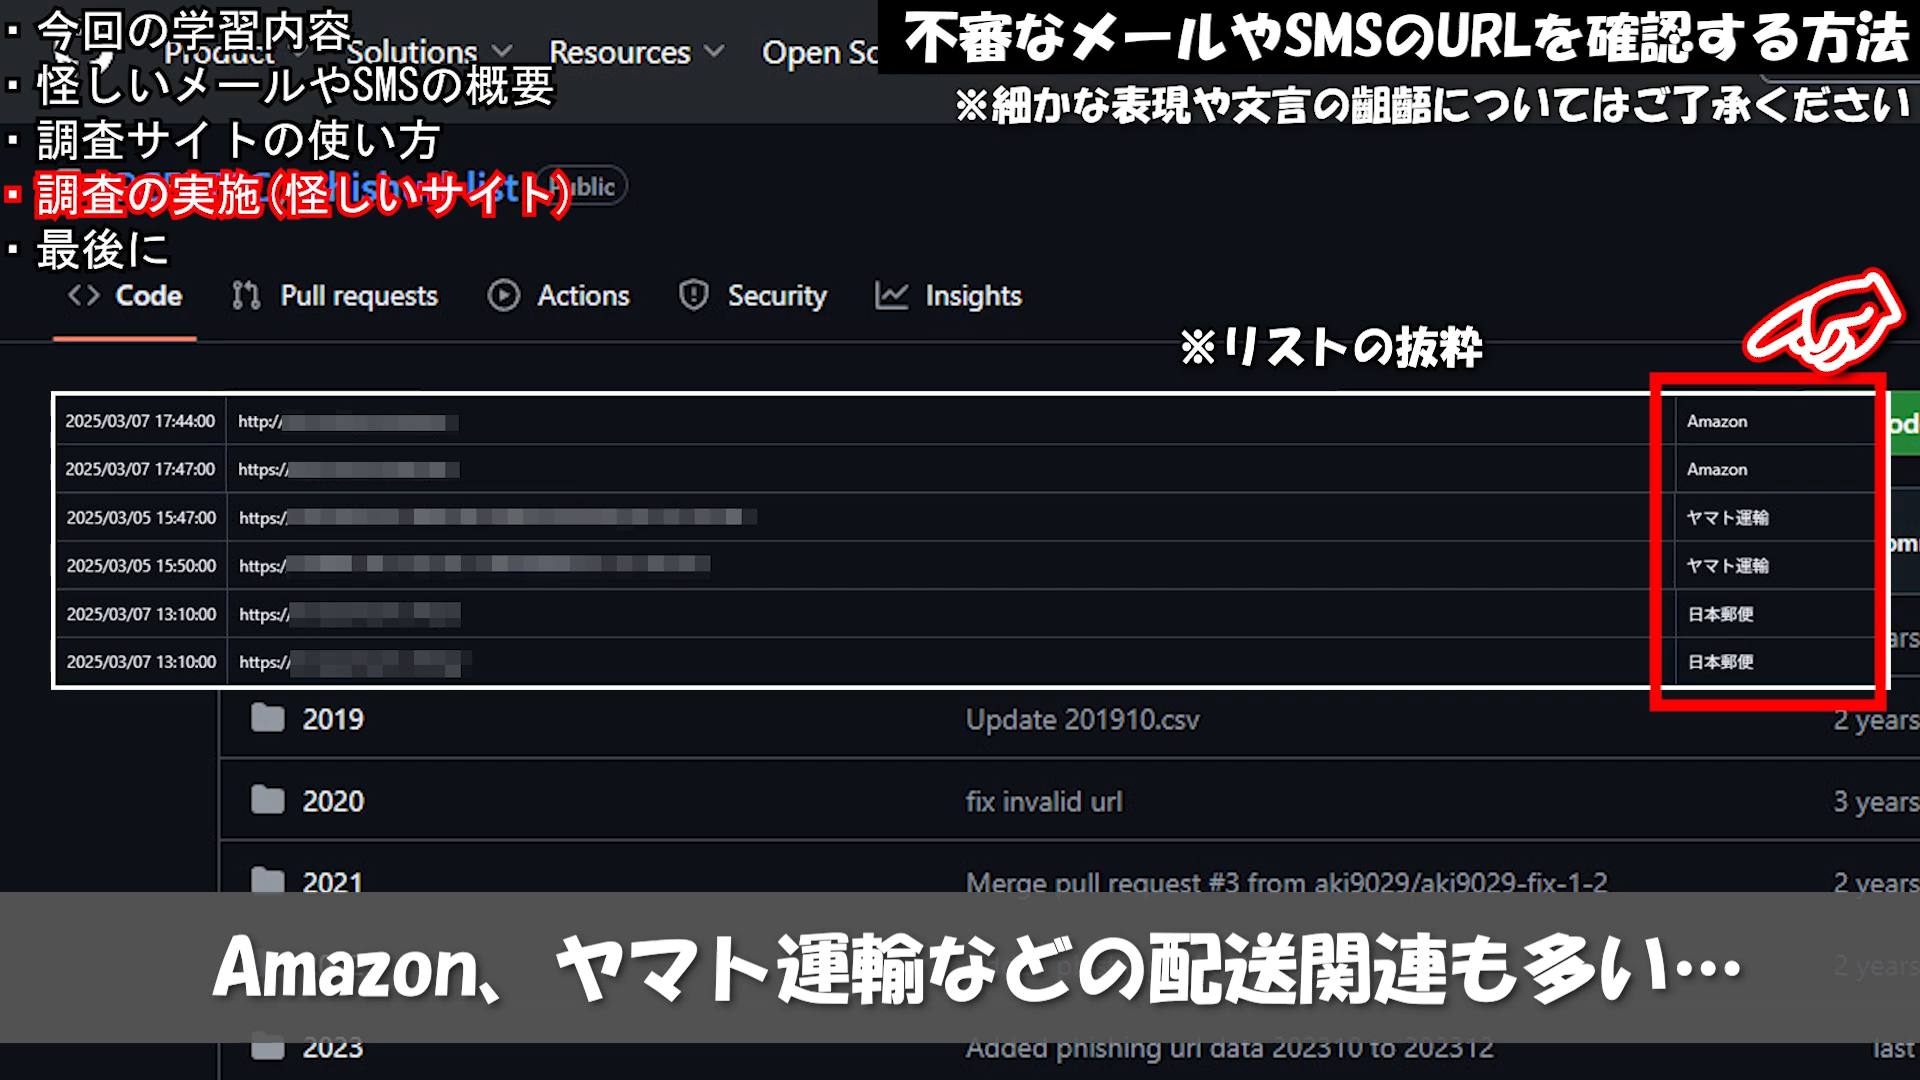 ・今回の学習内容
・怪しいメールやSMSの概要
・調査サイトの使い方
・調査の実施(怪しいサイト)
・最後に
Product Solutions Resources Open
不審なメールやSMSのURLを確認する方法
※細かな表現や文言の齟齬についてはご了承ください
Public
Code Pull requests Actions Security Insights
※リストの抜粋
2025/03/07 17:44:00 http:// Amazon
2025/03/07 17:47:00 https:/ Amazon
2025/03/05 15:47:00 https:/ ヤマト運輸
2025/03/05 15:50:00 https:/ ヤマト運輸
2025/03/07 13:10:00 https:/ 日本郵便
2025/03/07 13:10:00 https:/ 日本郵便
2019 Update 201910.csv 2 years
2020 fix invalid url 3 years
2021 Merge pull request #3 from aki9029/aki9029-fix-1-2 2 years
Amazon、ヤマト運輸などの配送関連も多い…
2 years
2023 Added phishing url data 202310 to 202312 last